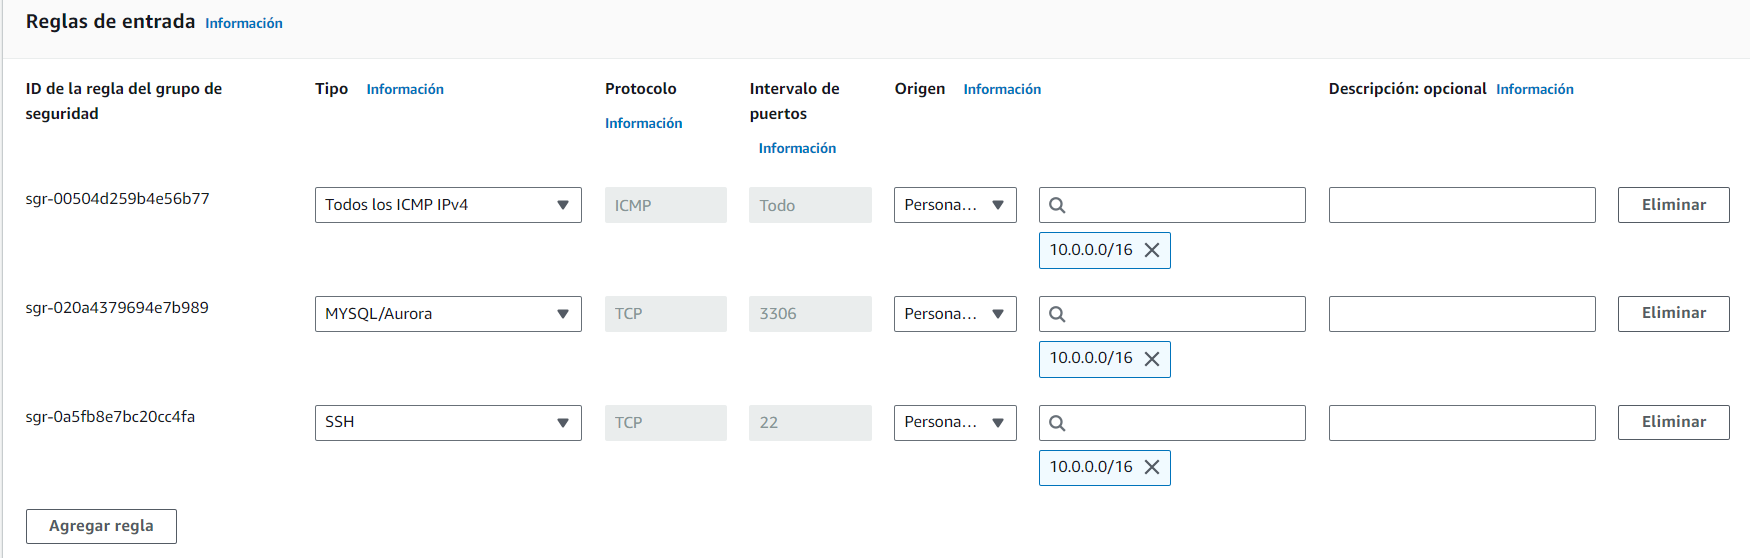 Reglas de entrada Información
ID de la regla del grupo de seguridad Tipo Información Protocolo Información Intervalo de puertos Información Origen Información Descripción: opcional Información
sgr-00504d259b4e56b77 Todos los ICMP IPv4 ICMP Todo Persona... Eliminar
10.0.0.0/16
sgr-020a4379694e7b989 MYSQL/Aurora TCP 3306 Persona... Eliminar
10.0.0.0/16
sgr-0a5fb8e7bc20cc4fa SSH TCP 22 Persona... Eliminar
10.0.0.0/16
Agregar regla